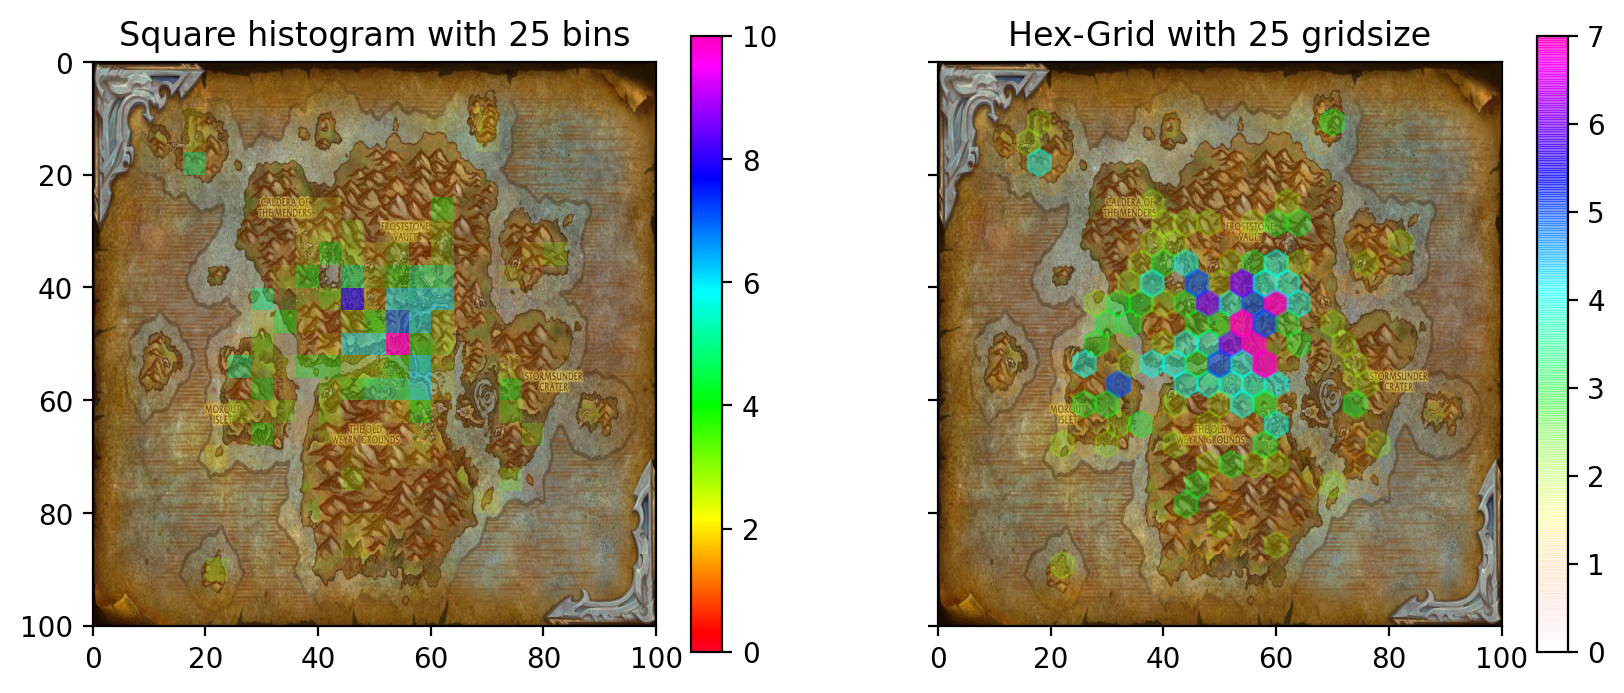 Square histogram with 25 bins
0
20
40
60
80
100
0
20
40
60
80
100
CALDERA OF
THE MENDERS
FROSTSTONE
VAULT
STORMSUNDER
CRATER
MORQUT
ISLET
THE OLD
WEYRN GROUNDS
10
8
6
4
2
0
Hex-Grid with 25 gridsize
0
20
40
60
80
100
CALDERA OF
THE MENDERS
FROSTSTONE
VAULT
STORMSUNDER
CRATER
MORQUT
ISLET
THE OLD
WEYRN GROUNDS
7
6
5
4
3
2
1
0